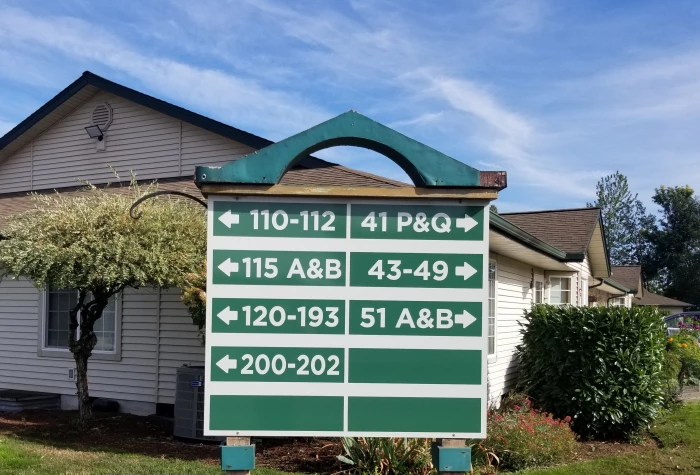 ← 110-112 41 P&Q →
← 115 A&B 43-49 →
← 120-193 51 A&B →
← 200-202